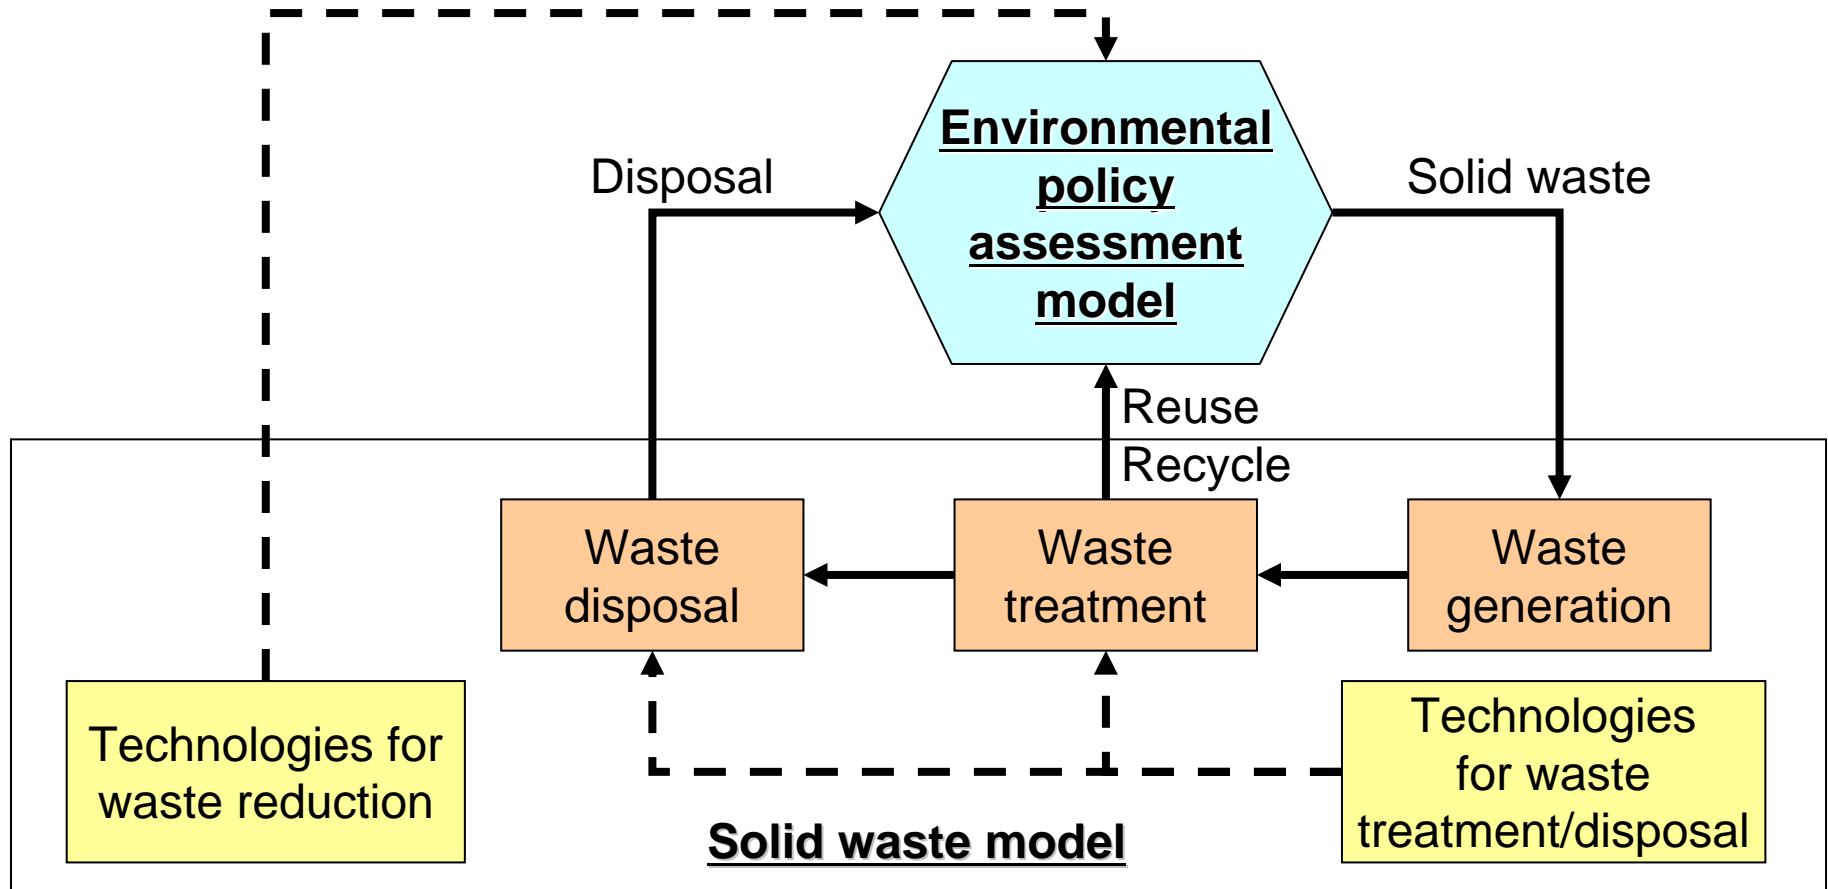 Environmental
policy
assessment
model
Disposal
Solid waste
Reuse
Recycle
Waste
disposal
Waste
treatment
Waste
generation
Technologies for
waste reduction
Technologies
for waste
treatment/disposal
Solid waste model